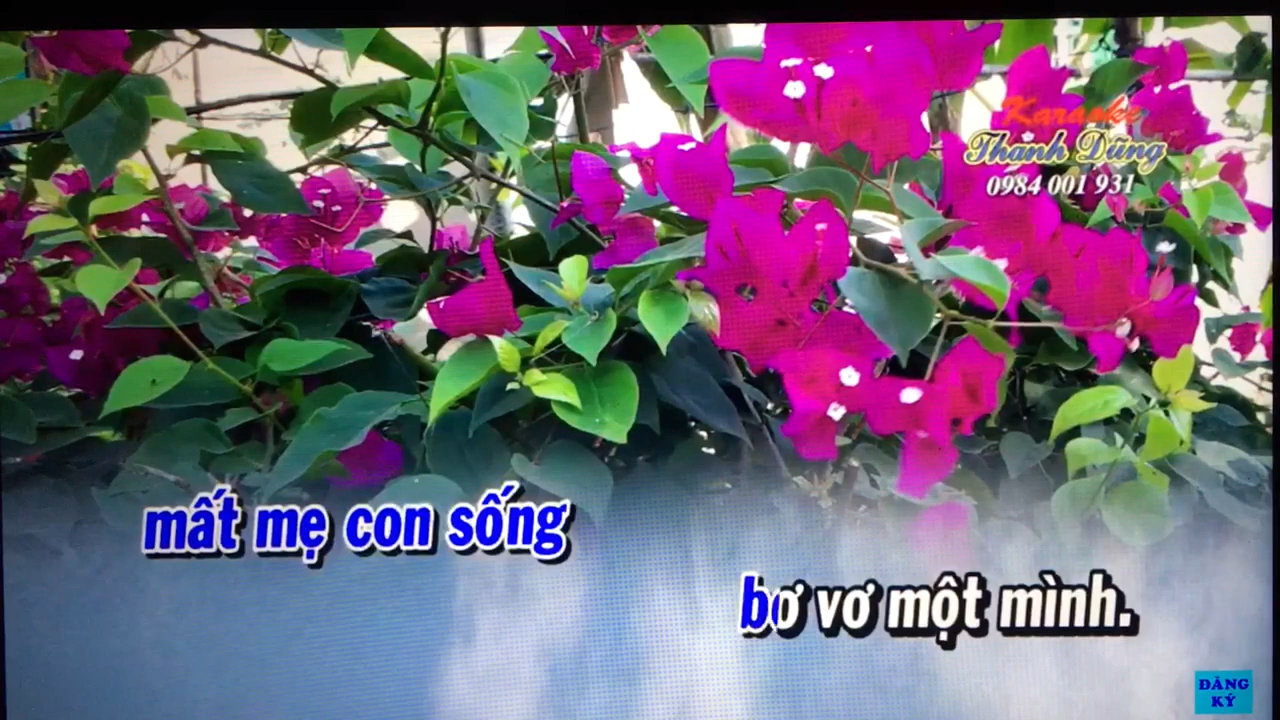 Karaoke
Thanh Dũng
0984 001 931
mất mẹ con sống
bơ vơ một mình.
ĐĂNG
KÝ